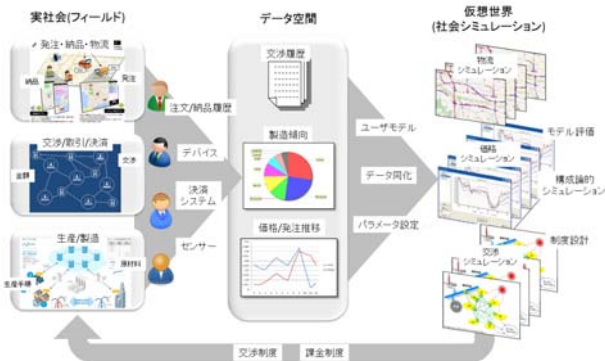 実社会(フィールド)
データ空間
仮想世界
(社会シミュレーション)
発注・納品・物流
納品
発注
交渉/取引/決済
交渉
金額
生産/製造
原材料
生産手順
注文/納品履歴
デバイス
決済
システム
センサー
交渉履歴
製造傾向
価格/発注推移
ユーザモデル
データ同化
パラメータ設定
物流
シミュレーション
モデル評価
価格
シミュレーション
構成論的
シミュレーション
制度設計
交渉
シミュレーション
交渉制度
課金制度